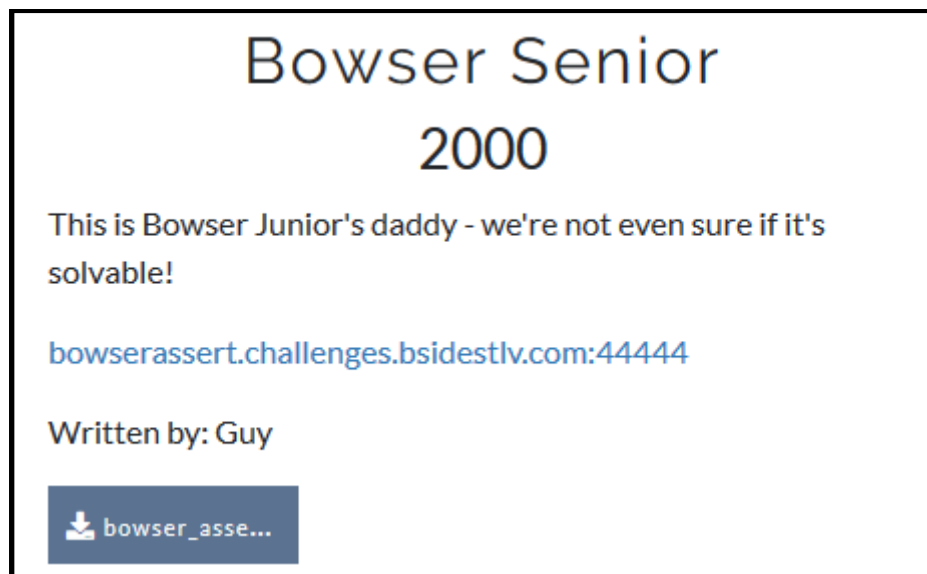 Bowser Senior
2000
This is Bowser Junior's daddy - we're not even sure if it's
solvable!
bowserassert.challenges.bsidestlv.com:44444
Written by: Guy
bowser_asse...